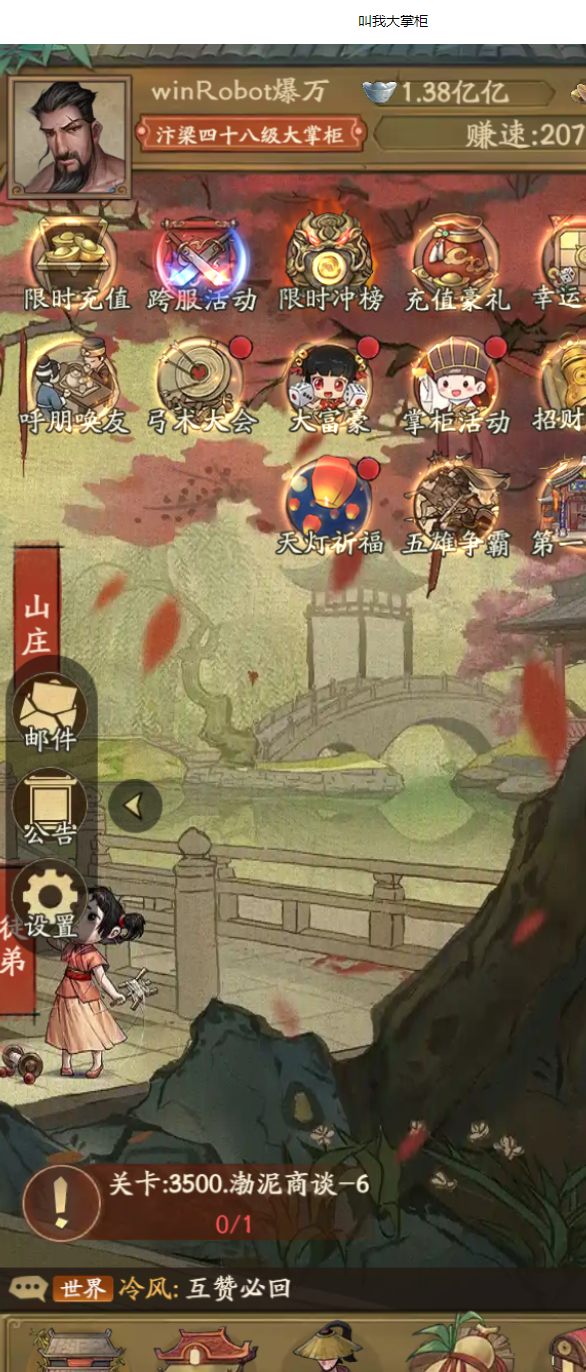 叫我大掌柜
winRobot爆万
1.38亿亿
汴梁四十八级大掌柜
赚速:207
限时充值 跨服活动 限时冲榜 充值豪礼 幸运
呼朋唤友 弓术大会 大富豪 掌柜活动 招财
天灯祈福 五雄争霸 第一
山庄
邮件
公告
设置
徒弟
关卡:3500.渤泥商谈-6
0/1
世界 冷风: 互赞必回